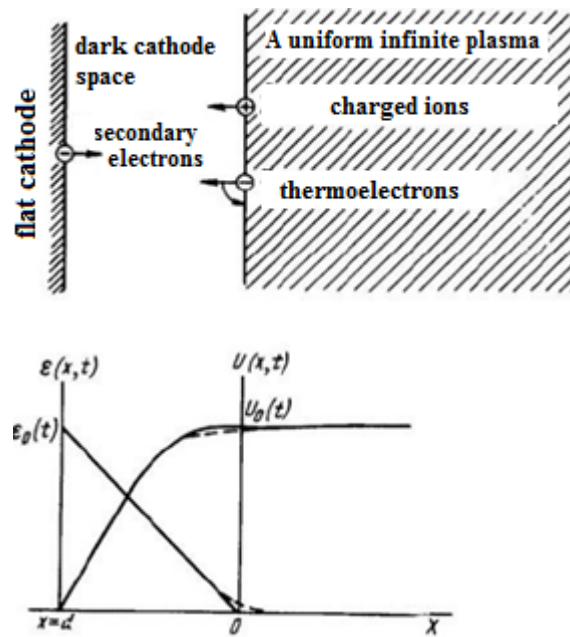 dark cathode
space
A uniform infinite plasma
charged ions
flat cathode
secondary
electrons
thermoelectrons
ε(x,t)
U(x,t)
ε₀(t)
U₀(t)
x=d
0
X